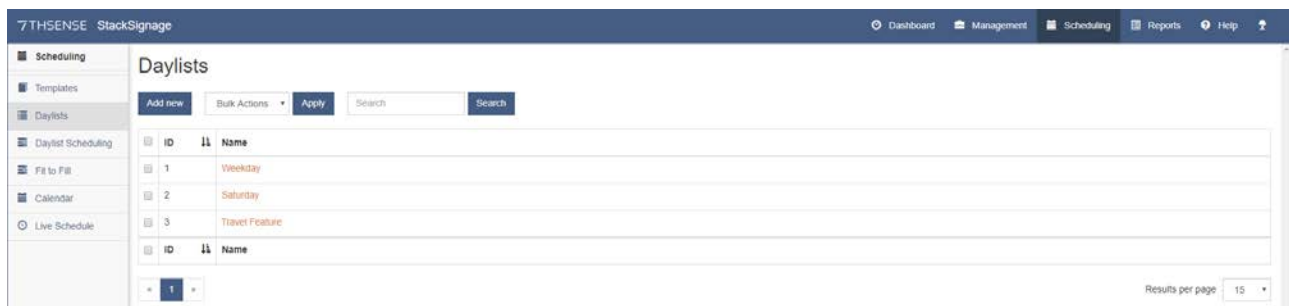 7THSENSE StackSignage Dashboard Management Scheduling Reports Help
Scheduling
Templates
Daylists
Daylist Scheduling
Fit to Fill
Calendar
Live Schedule
Daylists
Add new Bulk Actions Apply Search Search
ID Name
1 Weekday
2 Saturday
3 Travel Feature
ID Name
« 1 » Results per page 15